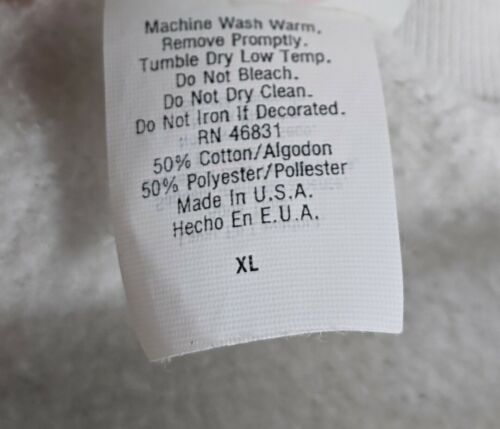 Machine Wash Warm.
Remove Promptly.
Tumble Dry Low Temp.
Do Not Bleach.
Do Not Dry Clean.
Do Not Iron If Decorated.
RN 46831
50% Cotton/Algodon
50% Polyester/Poliester
Made In U.S.A.
Hecho En E.U.A.
XL